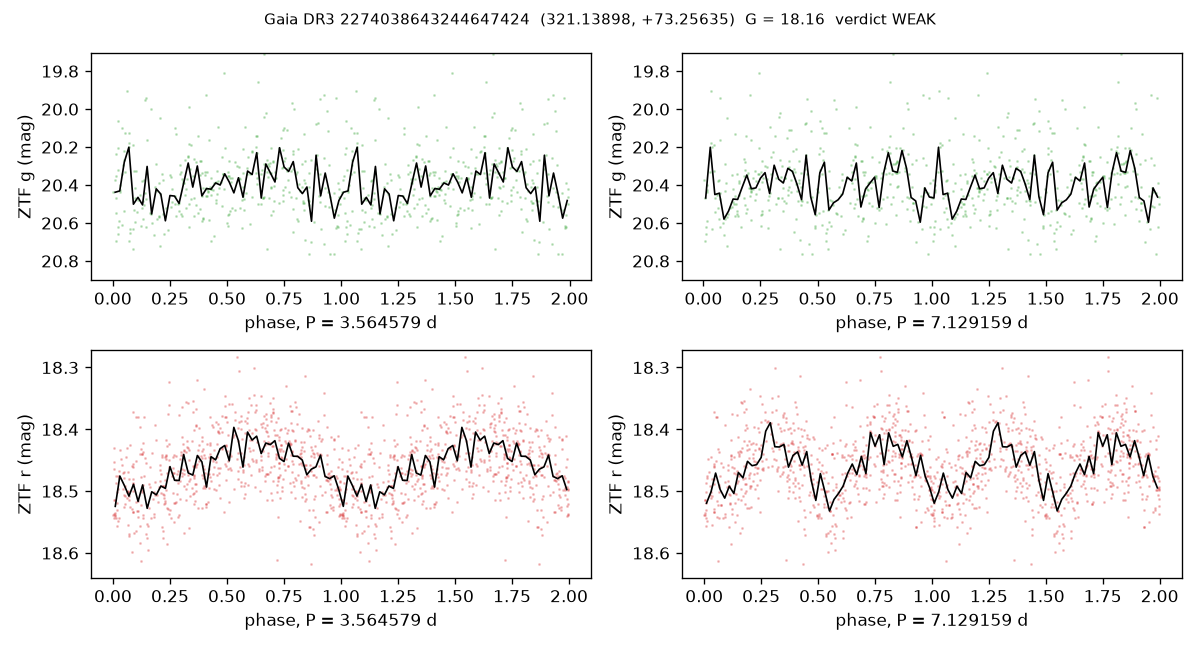 Gaia DR3 2274038643244647424 (321.13898, +73.25635) G = 18.16 verdict WEAK
ZTF g (mag)
19.8
20.0
20.2
20.4
20.6
20.8
0.00 0.25 0.50 0.75 1.00 1.25 1.50 1.75 2.00
phase, P = 3.564579 d
ZTF g (mag)
19.8
20.0
20.2
20.4
20.6
20.8
0.00 0.25 0.50 0.75 1.00 1.25 1.50 1.75 2.00
phase, P = 7.129159 d
ZTF r (mag)
18.3
18.4
18.5
18.6
0.00 0.25 0.50 0.75 1.00 1.25 1.50 1.75 2.00
phase, P = 3.564579 d
ZTF r (mag)
18.3
18.4
18.5
18.6
0.00 0.25 0.50 0.75 1.00 1.25 1.50 1.75 2.00
phase, P = 7.129159 d